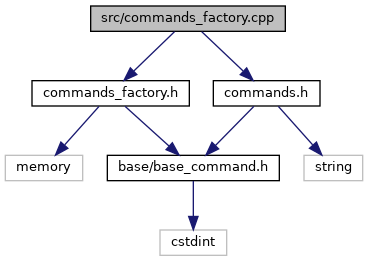 src/commands_factory.cpp
commands_factory.h
commands.h
memory
base/base_command.h
string
cstdint